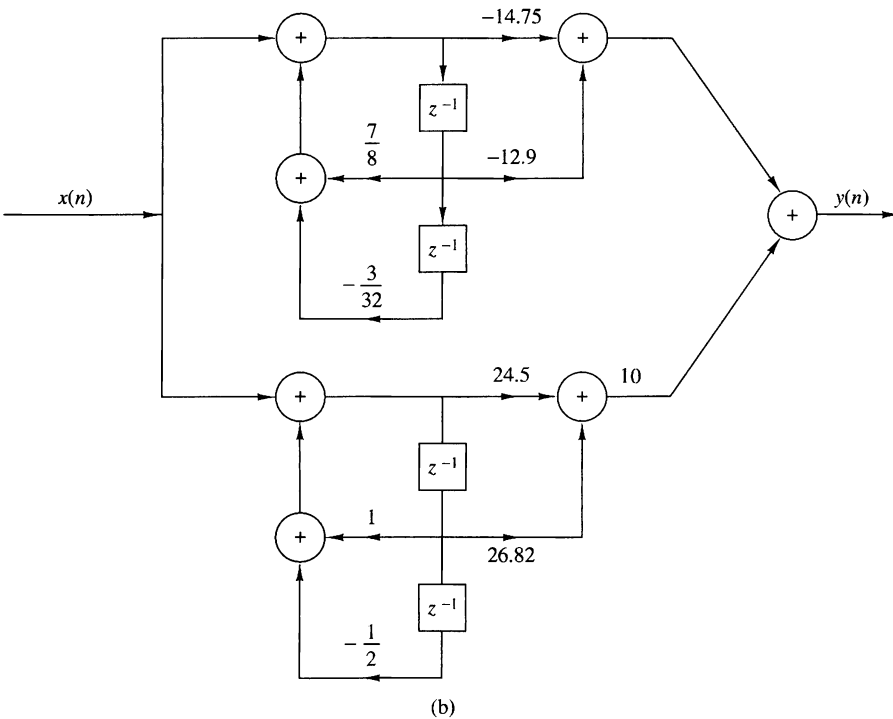 −14.75
+
+
z⁻¹
7/8
−12.9
+
x(n)
+
y(n)
z⁻¹
−3/32
24.5
10
+
+
z⁻¹
1
+
26.82
z⁻¹
−1/2
(b)